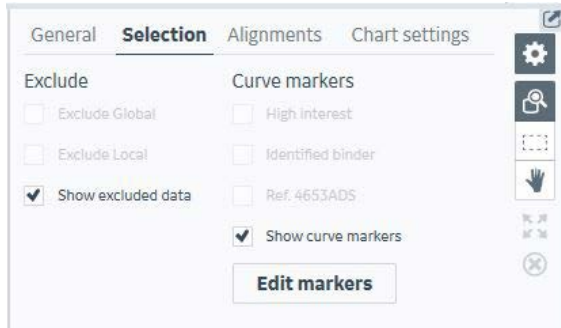 General Selection Alignments Chart settings
Exclude
Exclude Global
Exclude Local
Show excluded data
Curve markers
High interest
Identified binder
Ref. 4653ADS
Show curve markers
Edit markers